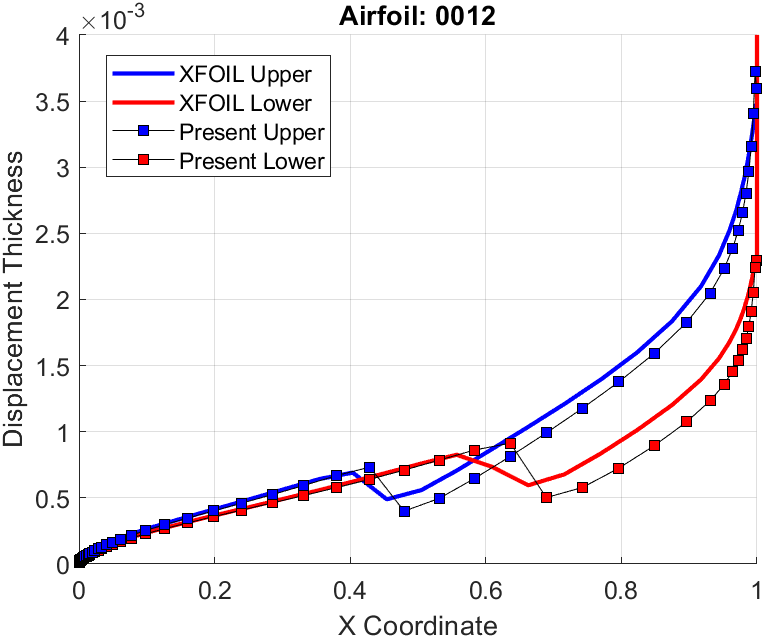 Airfoil: 0012
×10⁻³
4
3.5
3
2.5
2
1.5
1
0.5
0
Displacement Thickness
XFOIL Upper
XFOIL Lower
Present Upper
Present Lower
0 0.2 0.4 0.6 0.8 1
X Coordinate